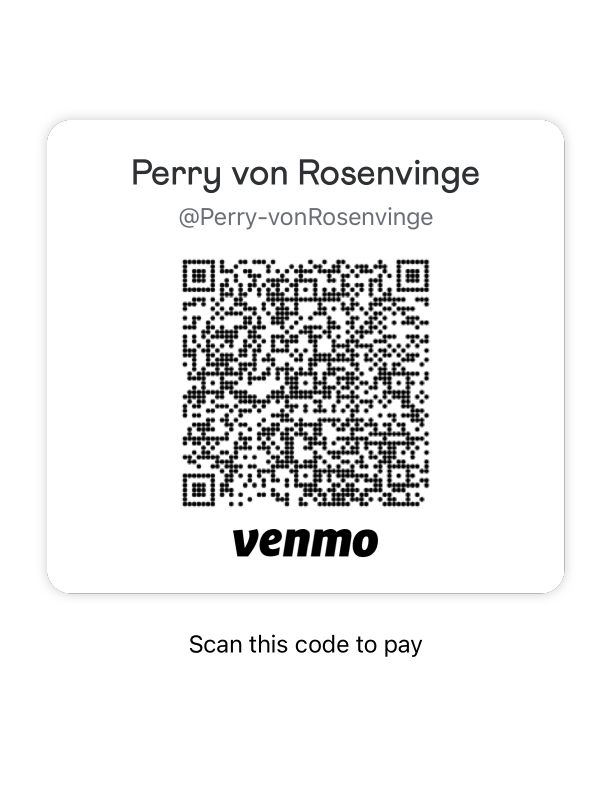 Perry von Rosenvinge
@Perry-vonRosenvinge
venmo
Scan this code to pay